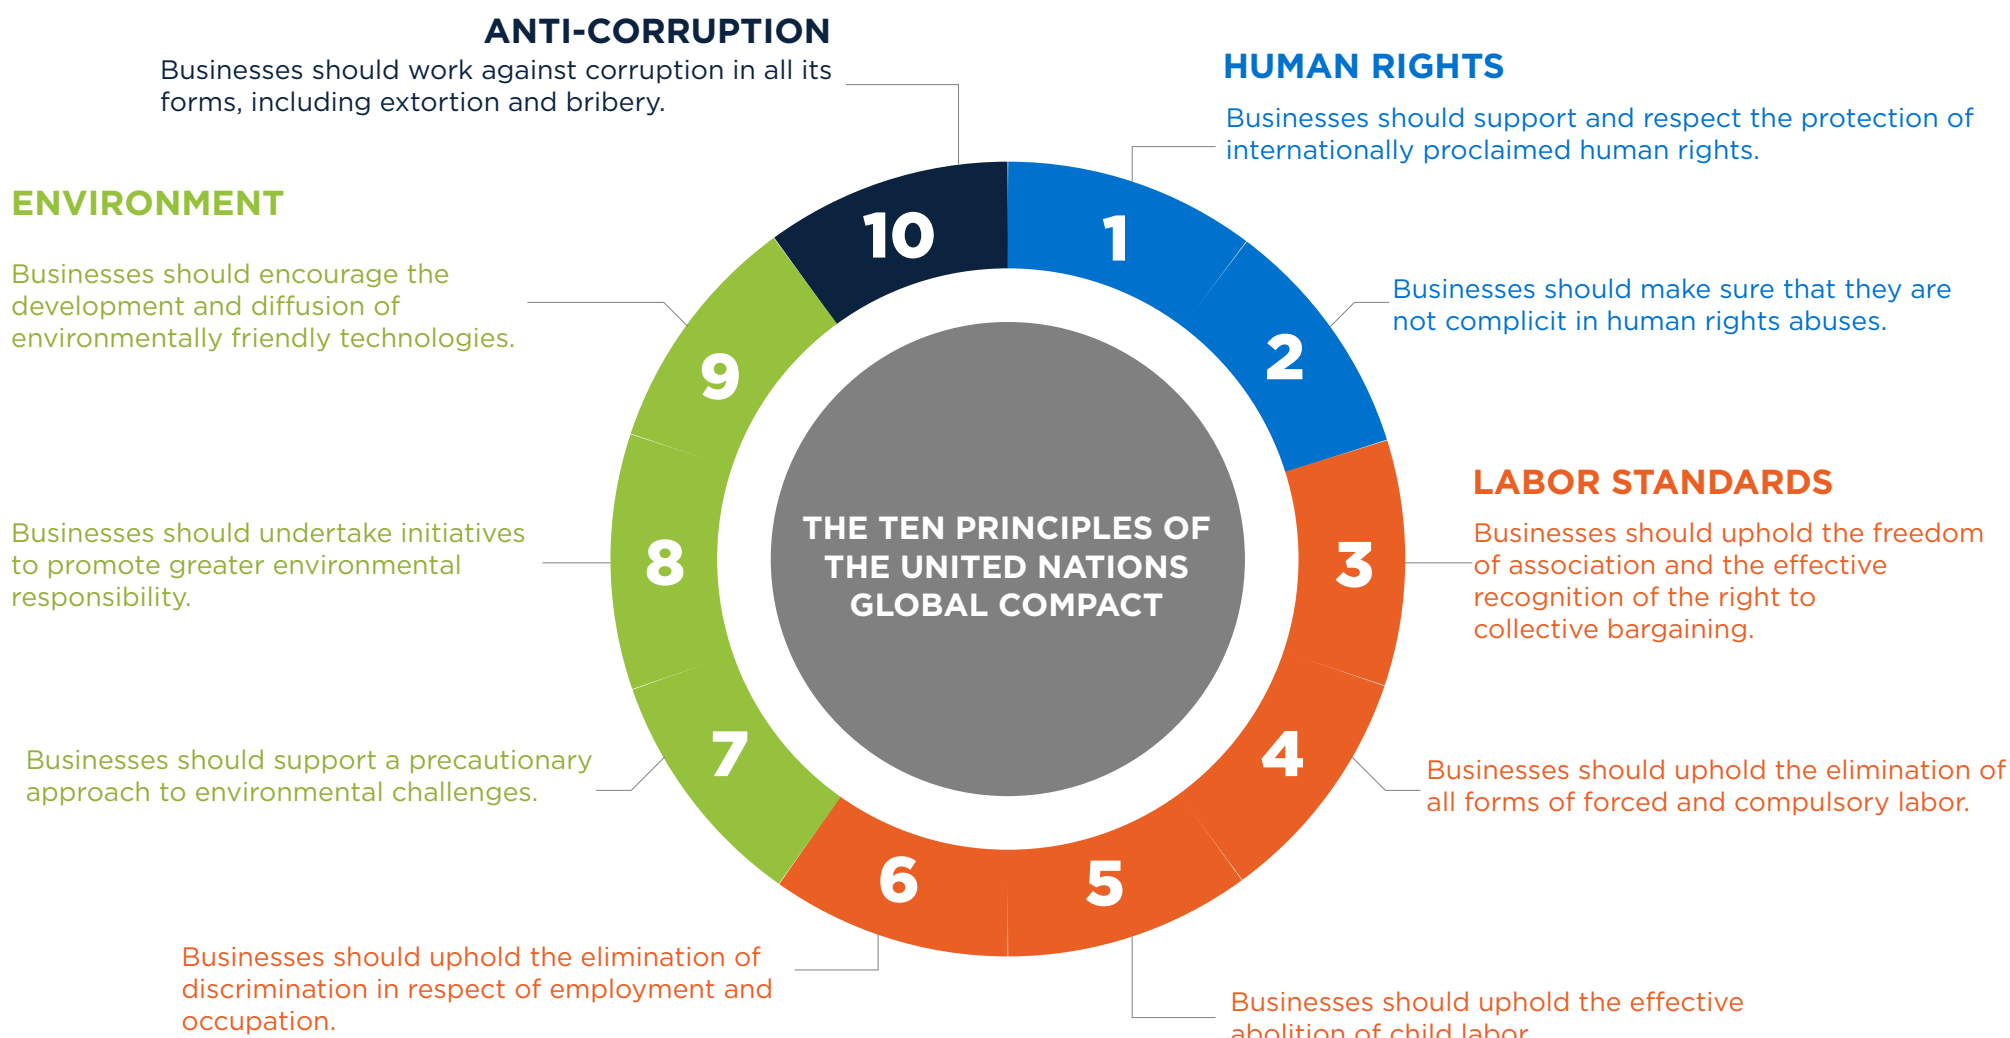 ANTI-CORRUPTION
Businesses should work against corruption in all its
forms, including extortion and bribery.
HUMAN RIGHTS
Businesses should support and respect the protection of
internationally proclaimed human rights.
ENVIRONMENT
Businesses should encourage the
development and diffusion of
environmentally friendly technologies.
Businesses should make sure that they are
not complicit in human rights abuses.
10
1
2
9
LABOR STANDARDS
Businesses should uphold the freedom
of association and the effective
recognition of the right to
collective bargaining.
THE TEN PRINCIPLES OF
THE UNITED NATIONS
GLOBAL COMPACT
Businesses should undertake initiatives
to promote greater environmental
responsibility.
8
3
7
4
Businesses should support a precautionary
approach to environmental challenges.
Businesses should uphold the elimination of
all forms of forced and compulsory labor.
6
5
Businesses should uphold the elimination of
discrimination in respect of employment and
occupation.
Businesses should uphold the effective
abolition of child labor